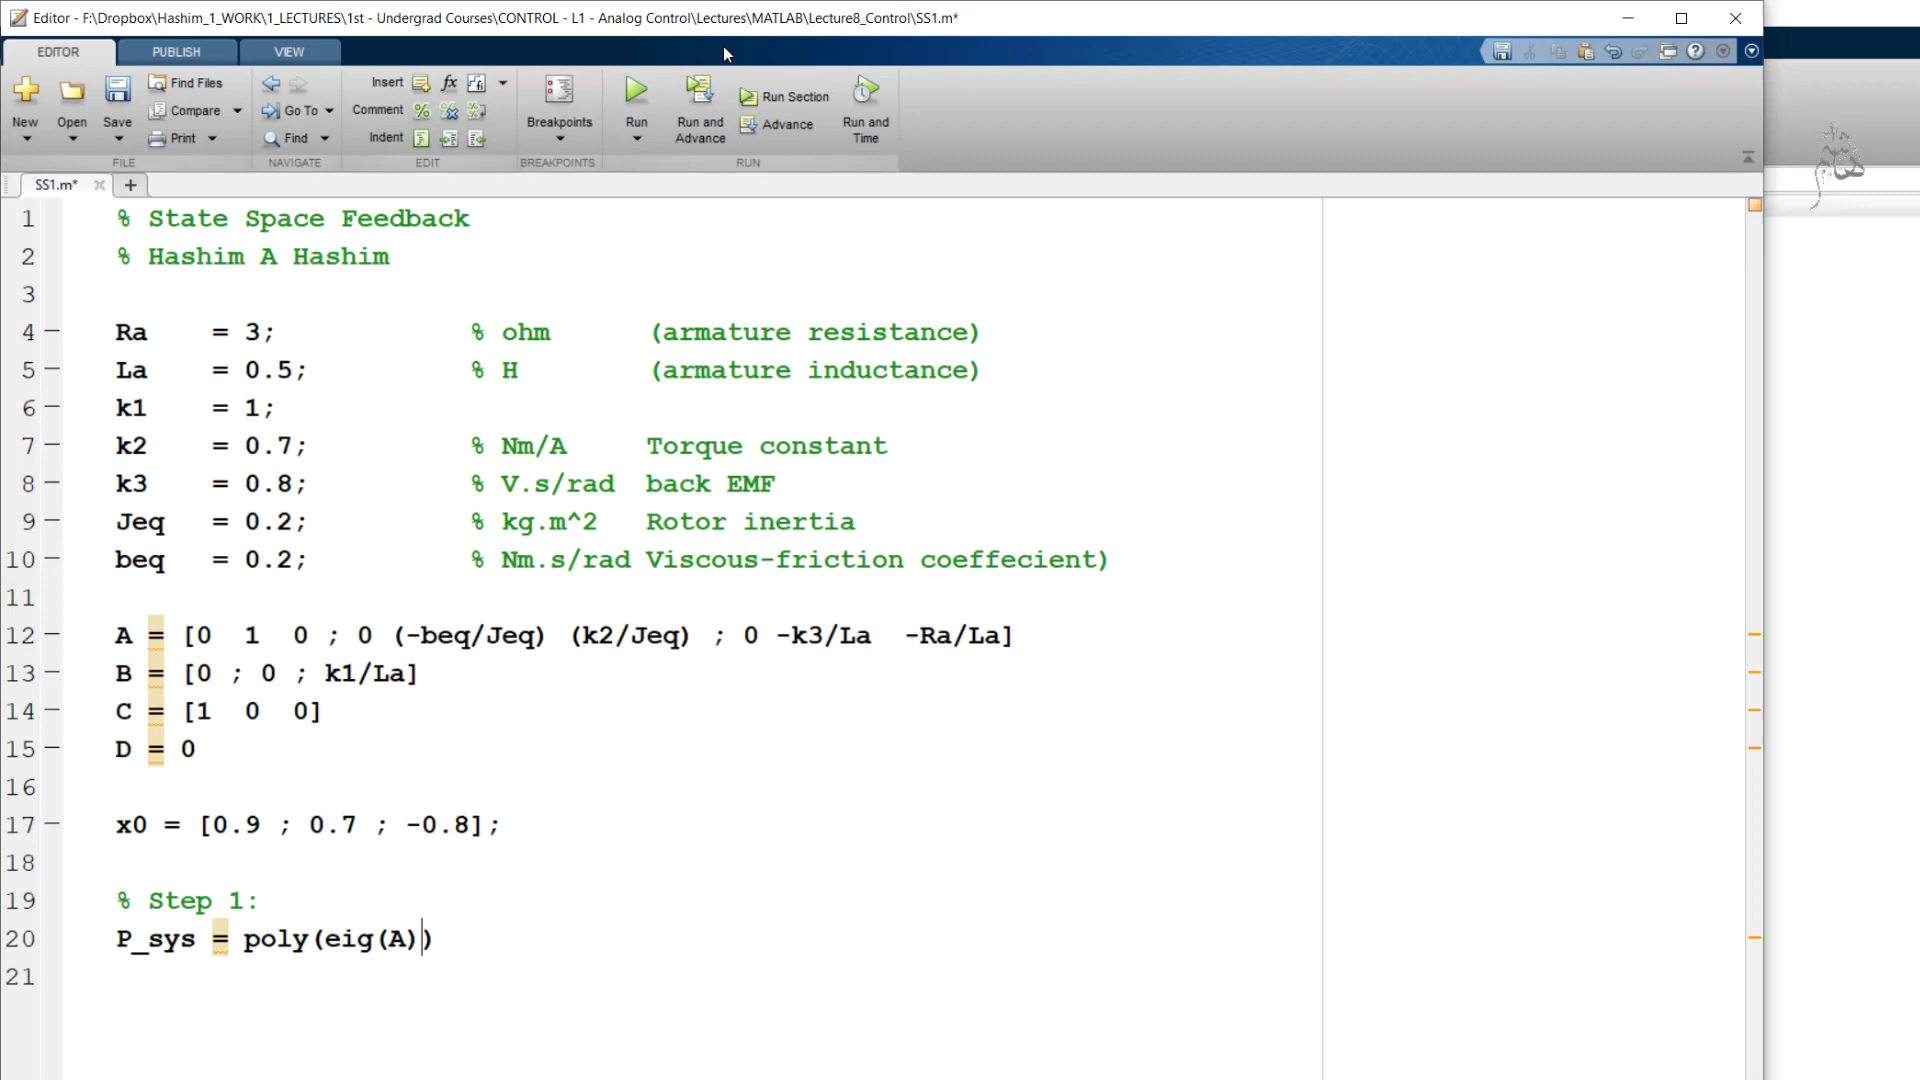 Editor - F:\Dropbox\Hashim_1_WORK\1_LECTURES\1st - Undergrad Courses\CONTROL - L1 - Analog Control\Lectures\MATLAB\Lecture8_Control\SS1.m*
EDITOR PUBLISH VIEW
New Open Save Find Files Compare Print
Go To Find
Insert fx
Comment
Indent
Breakpoints
Run Run and Advance Run Section Advance Run and Time
FILE NAVIGATE EDIT BREAKPOINTS RUN
SS1.m*
1 % State Space Feedback
2 % Hashim A Hashim
3
4 Ra = 3; % ohm (armature resistance)
5 La = 0.5; % H (armature inductance)
6 k1 = 1;
7 k2 = 0.7; % Nm/A Torque constant
8 k3 = 0.8; % V.s/rad back EMF
9 Jeq = 0.2; % kg.m^2 Rotor inertia
10 beq = 0.2; % Nm.s/rad Viscous-friction coeffecient)
11
12 A = [0 1 0 ; 0 (-beq/Jeq) (k2/Jeq) ; 0 -k3/La -Ra/La]
13 B = [0 ; 0 ; k1/La]
14 C = [1 0 0]
15 D = 0
16
17 x0 = [0.9 ; 0.7 ; -0.8];
18
19 % Step 1:
20 P_sys = poly(eig(A))
21